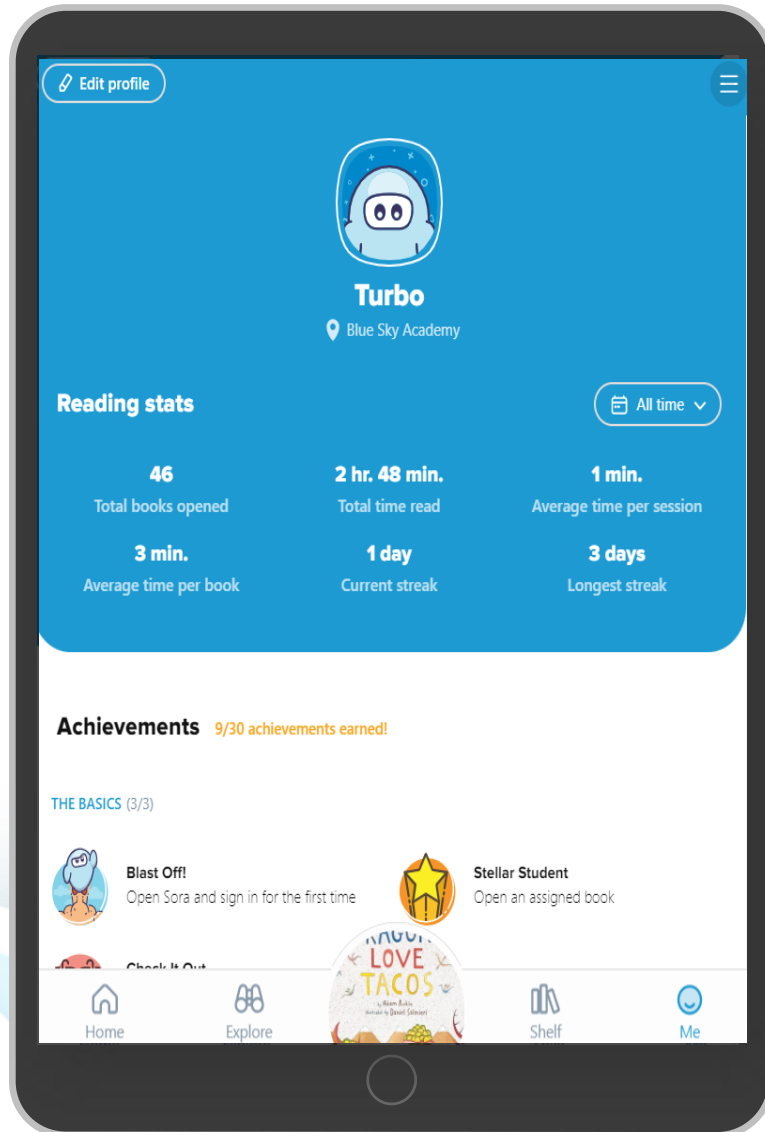 Edit profile
Turbo
Blue Sky Academy
Reading stats
All time
46
2 hr. 48 min.
1 min.
Total books opened
Total time read
Average time per session
3 min.
1 day
3 days
Average time per book
Current streak
Longest streak
Achievements 9/30 achievements earned!
THE BASICS (3/3)
Blast Off!
Open Sora and sign in for the first time
Stellar Student
Open an assigned book
Check It Out
LOVE
TACOS
Home
Explore
Shelf
Me